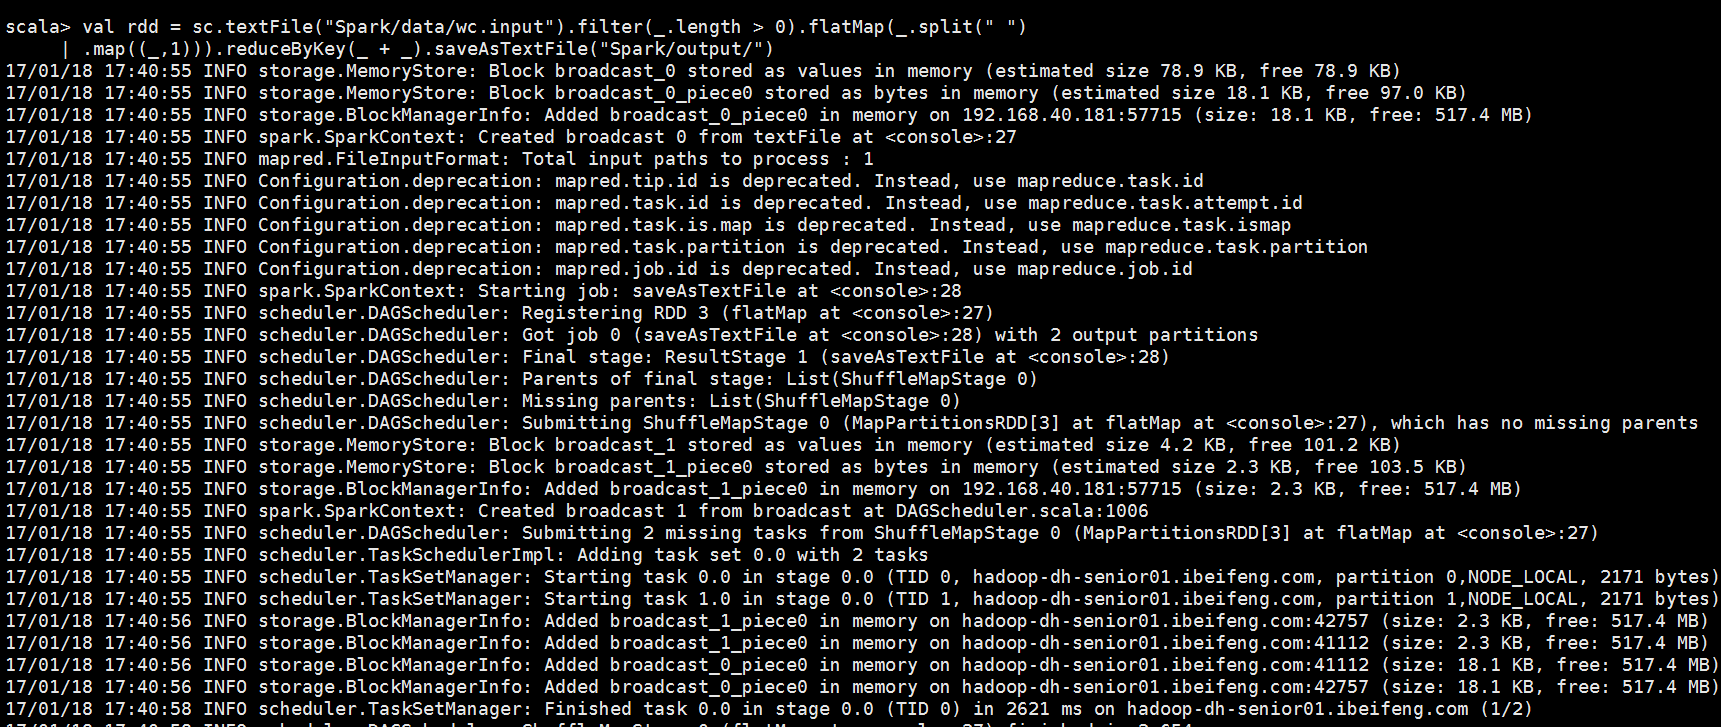 scala> val rdd = sc.textFile("Spark/data/wc.input").filter(_.length > 0).flatMap(_.split(" ")
| .map((_,1))).reduceByKey(_ + _).saveAsTextFile("Spark/output/")
17/01/18 17:40:55 INFO storage.MemoryStore: Block broadcast_0 stored as values in memory (estimated size 78.9 KB, free 78.9 KB)
17/01/18 17:40:55 INFO storage.MemoryStore: Block broadcast_0_piece0 stored as bytes in memory (estimated size 18.1 KB, free 97.0 KB)
17/01/18 17:40:55 INFO storage.BlockManagerInfo: Added broadcast_0_piece0 in memory on 192.168.40.181:57715 (size: 18.1 KB, free: 517.4 MB)
17/01/18 17:40:55 INFO spark.SparkContext: Created broadcast 0 from textFile at <console>:27
17/01/18 17:40:55 INFO mapred.FileInputFormat: Total input paths to process : 1
17/01/18 17:40:55 INFO Configuration.deprecation: mapred.tip.id is deprecated. Instead, use mapreduce.task.id
17/01/18 17:40:55 INFO Configuration.deprecation: mapred.task.id is deprecated. Instead, use mapreduce.task.attempt.id
17/01/18 17:40:55 INFO Configuration.deprecation: mapred.task.is.map is deprecated. Instead, use mapreduce.task.ismap
17/01/18 17:40:55 INFO Configuration.deprecation: mapred.task.partition is deprecated. Instead, use mapreduce.task.partition
17/01/18 17:40:55 INFO Configuration.deprecation: mapred.job.id is deprecated. Instead, use mapreduce.job.id
17/01/18 17:40:55 INFO spark.SparkContext: Starting job: saveAsTextFile at <console>:28
17/01/18 17:40:55 INFO scheduler.DAGScheduler: Registering RDD 3 (flatMap at <console>:27)
17/01/18 17:40:55 INFO scheduler.DAGScheduler: Got job 0 (saveAsTextFile at <console>:28) with 2 output partitions
17/01/18 17:40:55 INFO scheduler.DAGScheduler: Final stage: ResultStage 1 (saveAsTextFile at <console>:28)
17/01/18 17:40:55 INFO scheduler.DAGScheduler: Parents of final stage: List(ShuffleMapStage 0)
17/01/18 17:40:55 INFO scheduler.DAGScheduler: Missing parents: List(ShuffleMapStage 0)
17/01/18 17:40:55 INFO scheduler.DAGScheduler: Submitting ShuffleMapStage 0 (MapPartitionsRDD[3] at flatMap at <console>:27), which has no missing parents
17/01/18 17:40:55 INFO storage.MemoryStore: Block broadcast_1 stored as values in memory (estimated size 4.2 KB, free 101.2 KB)
17/01/18 17:40:55 INFO storage.MemoryStore: Block broadcast_1_piece0 stored as bytes in memory (estimated size 2.3 KB, free 103.5 KB)
17/01/18 17:40:55 INFO storage.BlockManagerInfo: Added broadcast_1_piece0 in memory on 192.168.40.181:57715 (size: 2.3 KB, free: 517.4 MB)
17/01/18 17:40:55 INFO spark.SparkContext: Created broadcast 1 from broadcast at DAGScheduler.scala:1006
17/01/18 17:40:55 INFO scheduler.DAGScheduler: Submitting 2 missing tasks from ShuffleMapStage 0 (MapPartitionsRDD[3] at flatMap at <console>:27)
17/01/18 17:40:55 INFO scheduler.TaskSchedulerImpl: Adding task set 0.0 with 2 tasks
17/01/18 17:40:55 INFO scheduler.TaskSetManager: Starting task 0.0 in stage 0.0 (TID 0, hadoop-dh-senior01.ibeifeng.com, partition 0,NODE_LOCAL, 2171 bytes)
17/01/18 17:40:55 INFO scheduler.TaskSetManager: Starting task 1.0 in stage 0.0 (TID 1, hadoop-dh-senior01.ibeifeng.com, partition 1,NODE_LOCAL, 2171 bytes)
17/01/18 17:40:56 INFO storage.BlockManagerInfo: Added broadcast_1_piece0 in memory on hadoop-dh-senior01.ibeifeng.com:42757 (size: 2.3 KB, free: 517.4 MB)
17/01/18 17:40:56 INFO storage.BlockManagerInfo: Added broadcast_1_piece0 in memory on hadoop-dh-senior01.ibeifeng.com:41112 (size: 2.3 KB, free: 517.4 MB)
17/01/18 17:40:56 INFO storage.BlockManagerInfo: Added broadcast_0_piece0 in memory on hadoop-dh-senior01.ibeifeng.com:41112 (size: 18.1 KB, free: 517.4 MB)
17/01/18 17:40:56 INFO storage.BlockManagerInfo: Added broadcast_0_piece0 in memory on hadoop-dh-senior01.ibeifeng.com:42757 (size: 18.1 KB, free: 517.4 MB)
17/01/18 17:40:58 INFO scheduler.TaskSetManager: Finished task 0.0 in stage 0.0 (TID 0) in 2621 ms on hadoop-dh-senior01.ibeifeng.com (1/2)